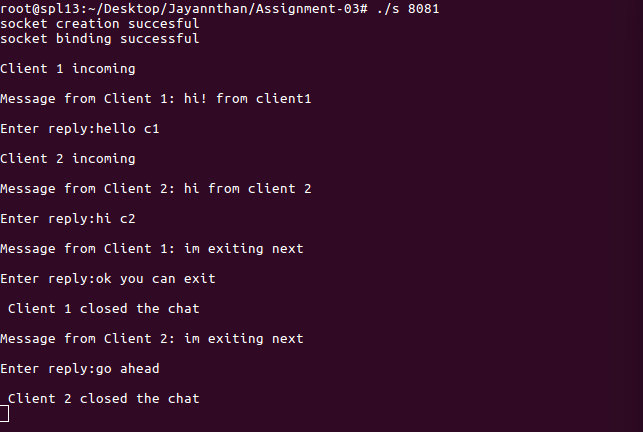 root@spl13:~/Desktop/Jayannthan/Assignment-03# ./s 8081
socket creation succesful
socket binding successful
Client 1 incoming
Message from Client 1: hi! from client1
Enter reply:hello c1
Client 2 incoming
Message from Client 2: hi from client 2
Enter reply:hi c2
Message from Client 1: im exiting next
Enter reply:ok you can exit
Client 1 closed the chat
Message from Client 2: im exiting next
Enter reply:go ahead
Client 2 closed the chat